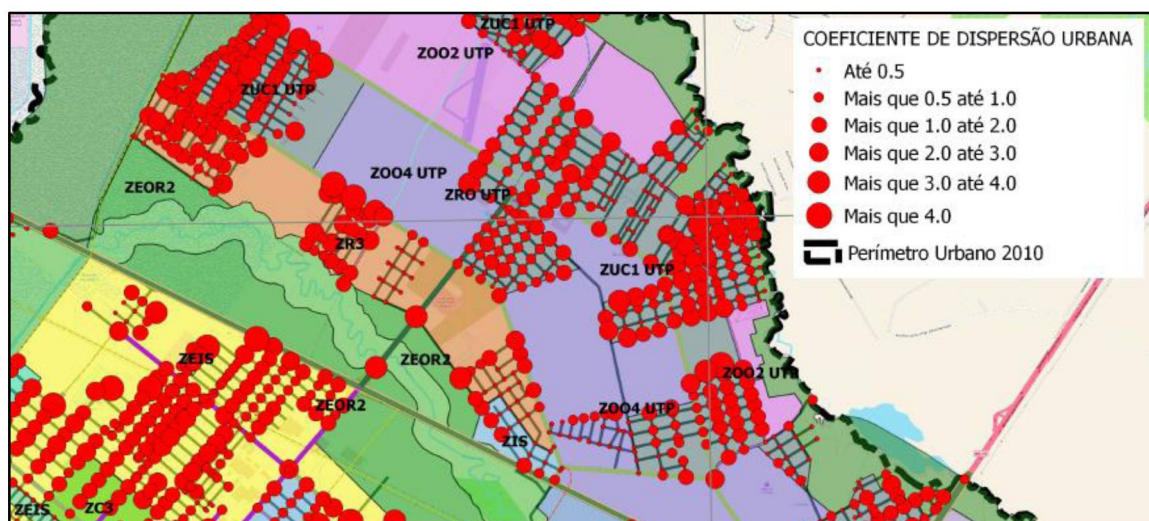 ZUC1 UTP
ZOO2 UTP
COEFICIENTE DE DISPERSÃO URBANA
Até 0.5
Mais que 0.5 até 1.0
Mais que 1.0 até 2.0
Mais que 2.0 até 3.0
Mais que 3.0 até 4.0
Mais que 4.0
Perímetro Urbano 2010
ZUC1 UTP
ZOO4 UTP
ZEOR2
ZRO UTP
ZR3
ZUC1 UTP
ZEIS
ZEOR2
ZOO2 UTP
ZEOR2
ZOO4 UTP
ZIS
ZEIS
ZC3